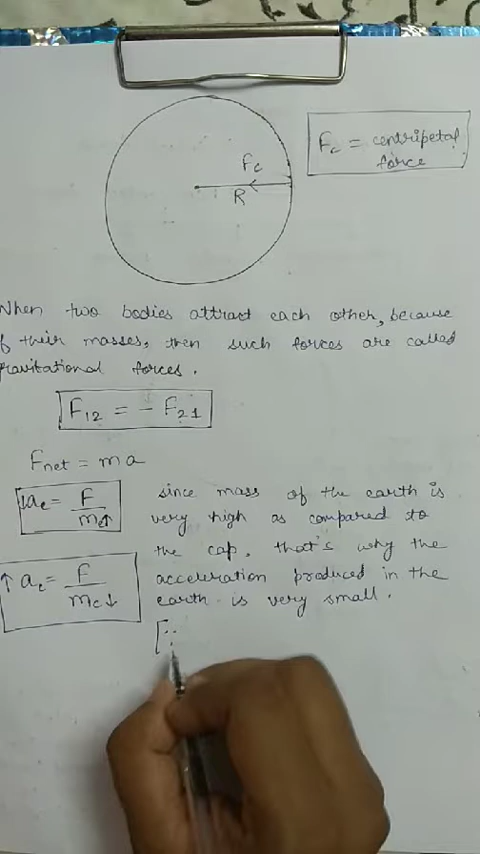 Fc = centripetal
force
Fc
R
When two bodies attract each other, because
of their masses, then such forces are called
gravitational forces.
F12 = - F21
Fnet = ma
↓ae = F/me↑
since mass of the earth is
very high as compared to
the cap, that's why the
acceleration produced in the
earth is very small.
↑ ac = F/mc↓
[∵